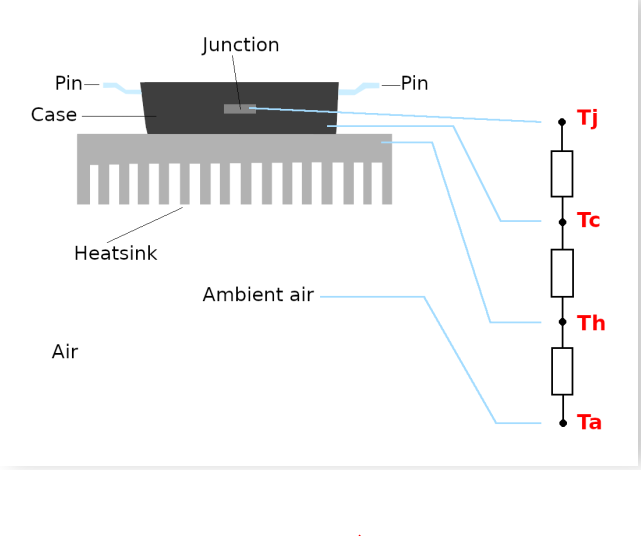 Junction
Pin
Pin
Case
Tj
Tc
Heatsink
Ambient air
Th
Air
Ta